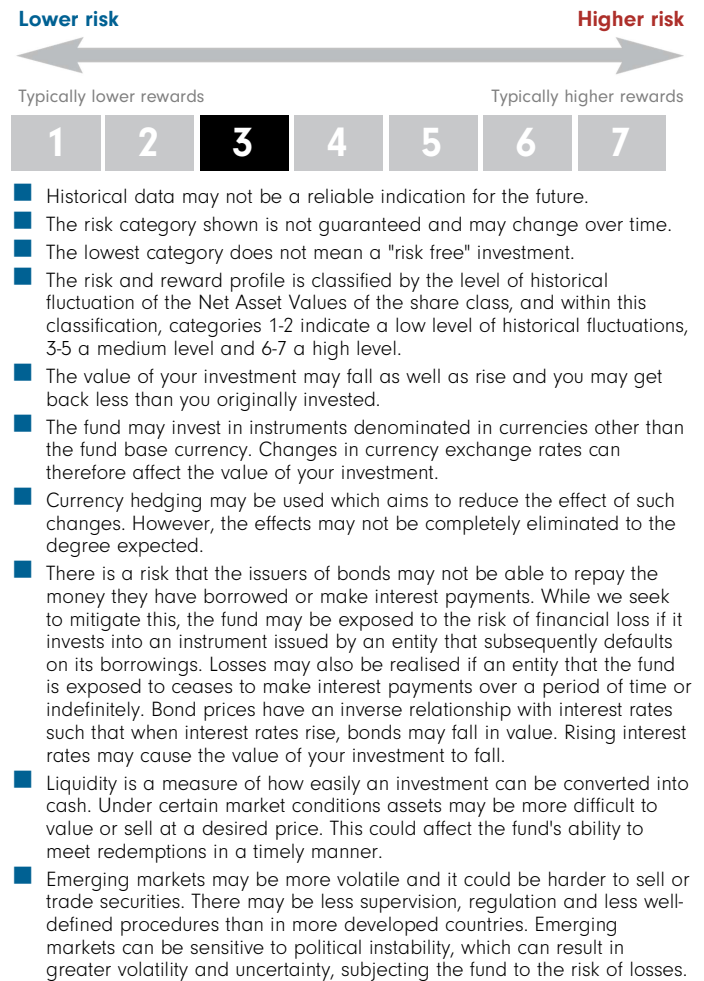 Lower risk Higher risk
Typically lower rewards Typically higher rewards
1 2 3 4 5 6 7
Historical data may not be a reliable indication for the future.
The risk category shown is not guaranteed and may change over time.
The lowest category does not mean a "risk free" investment.
The risk and reward profile is classified by the level of historical
fluctuation of the Net Asset Values of the share class, and within this
classification, categories 1-2 indicate a low level of historical fluctuations,
3-5 a medium level and 6-7 a high level.
The value of your investment may fall as well as rise and you may get
back less than you originally invested.
The fund may invest in instruments denominated in currencies other than
the fund base currency. Changes in currency exchange rates can
therefore affect the value of your investment.
Currency hedging may be used which aims to reduce the effect of such
changes. However, the effects may not be completely eliminated to the
degree expected.
There is a risk that the issuers of bonds may not be able to repay the
money they have borrowed or make interest payments. While we seek
to mitigate this, the fund may be exposed to the risk of financial loss if it
invests into an instrument issued by an entity that subsequently defaults
on its borrowings. Losses may also be realised if an entity that the fund
is exposed to ceases to make interest payments over a period of time or
indefinitely. Bond prices have an inverse relationship with interest rates
such that when interest rates rise, bonds may fall in value. Rising interest
rates may cause the value of your investment to fall.
Liquidity is a measure of how easily an investment can be converted into
cash. Under certain market conditions assets may be more difficult to
value or sell at a desired price. This could affect the fund's ability to
meet redemptions in a timely manner.
Emerging markets may be more volatile and it could be harder to sell or
trade securities. There may be less supervision, regulation and less well-
defined procedures than in more developed countries. Emerging
markets can be sensitive to political instability, which can result in
greater volatility and uncertainty, subjecting the fund to the risk of losses.